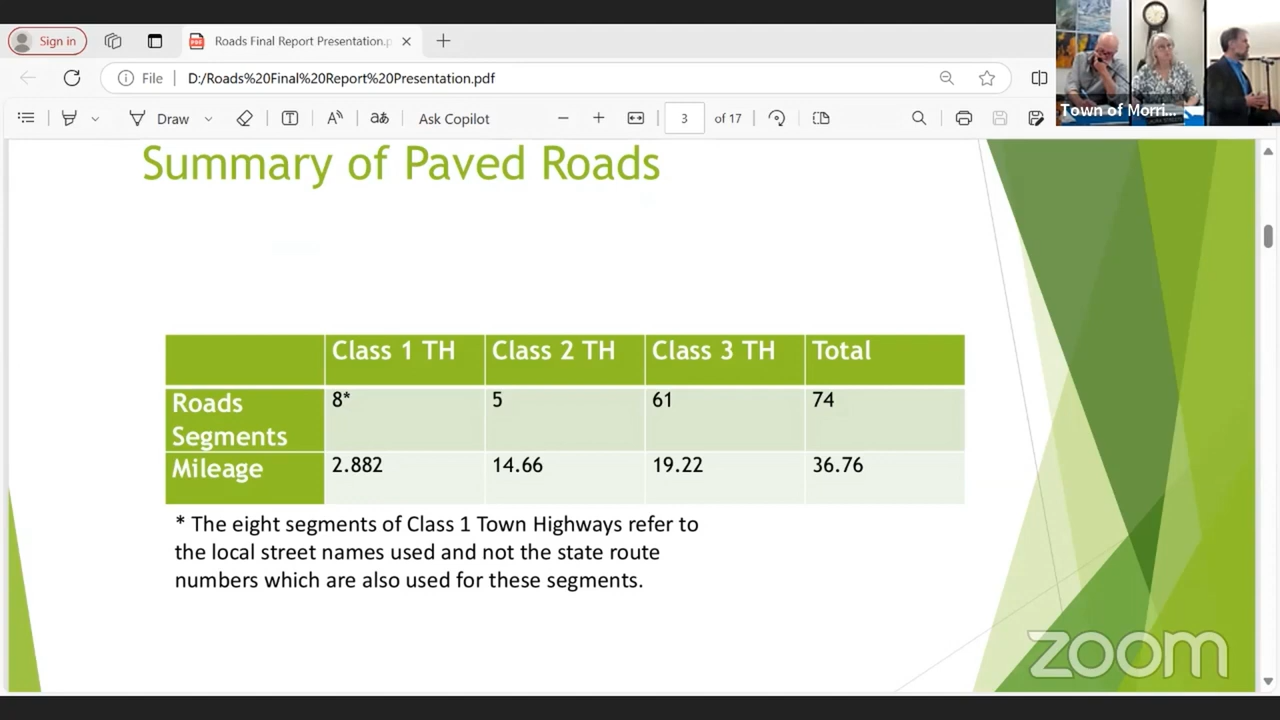 Sign in
Roads Final Report Presentation.p
File
D:/Roads%20Final%20Report%20Presentation.pdf
Draw
Ask Copilot
3
of 17
Town of Morri...
Summary of Paved Roads
Class 1 TH Class 2 TH Class 3 TH Total
Roads Segments 8* 5 61 74
Mileage 2.882 14.66 19.22 36.76
* The eight segments of Class 1 Town Highways refer to
the local street names used and not the state route
numbers which are also used for these segments.
zoom